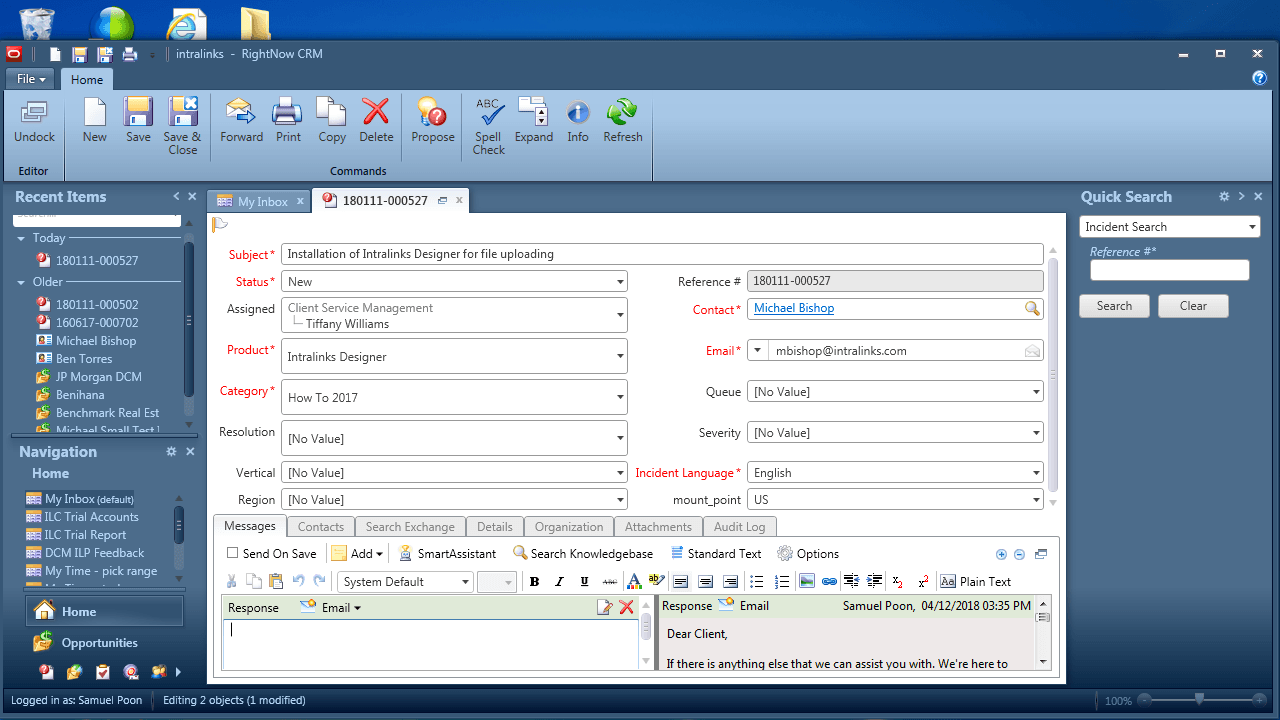 intralinks - RightNow CRM
File Home
Undock New Save Save & Close Forward Print Copy Delete Propose ABC Spell Check Expand Info Refresh
Editor Commands
Recent Items
Today
180111-000527
Older
180111-000502
160617-000702
Michael Bishop
Ben Torres
JP Morgan DCM
Benihana
Benchmark Real Est
Michael Small Test
Navigation
Home
My Inbox (default)
ILC Trial Accounts
ILC Trial Report
DCM ILP Feedback
My Time - pick range
Home
Opportunities
My Inbox x 180111-000527 x
Subject* Installation of Intralinks Designer for file uploading
Status* New Reference # 180111-000527
Assigned Client Service Management Contact* Michael Bishop
Tiffany Williams
Product* Intralinks Designer Email* mbishop@intralinks.com
Category* How To 2017 Queue [No Value]
Resolution [No Value] Severity [No Value]
Vertical [No Value] Incident Language* English
Region [No Value] mount_point US
Messages Contacts Search Exchange Details Organization Attachments Audit Log
Send On Save Add SmartAssistant Search Knowledgebase Standard Text Options
System Default B I U ABC Aa Plain Text
Response Email
Response Email Samuel Poon, 04/12/2018 03:35 PM
Dear Client,
If there is anything else that we can assist you with. We're here to
Quick Search
Incident Search
Reference #*
Search Clear
Logged in as: Samuel Poon Editing 2 objects (1 modified) 100%